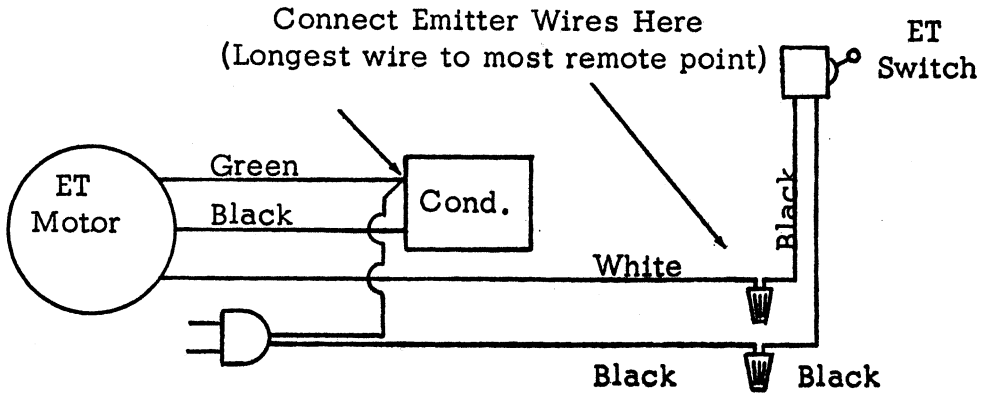 Connect Emitter Wires Here
(Longest wire to most remote point)
ET
Switch
Green
ET
Motor
Black
Cond.
Black
White
Black
Black